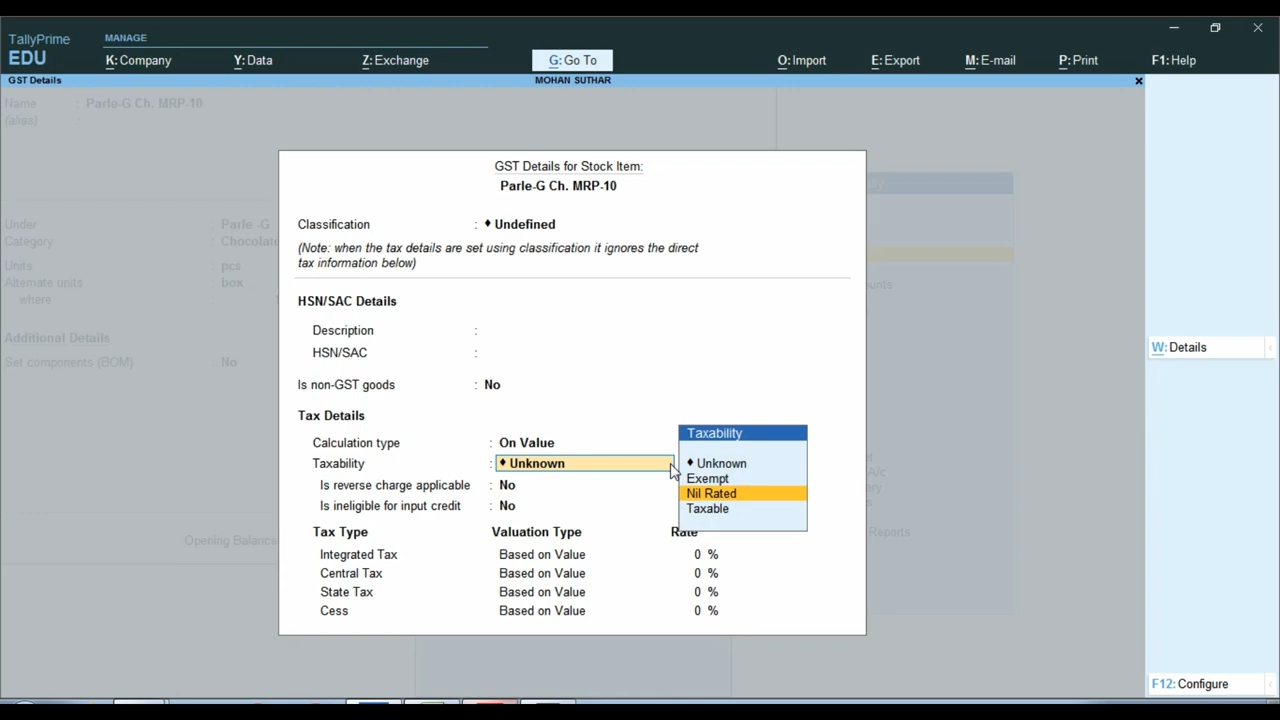 TallyPrime
EDU
MANAGE
K: Company
Y: Data
Z: Exchange
G: Go To
O: Import
E: Export
M: E-mail
P: Print
F1: Help
GST Details
MOHAN SUTHAR
×
Name
Parle-G Ch. MRP-10
(alias) :
Under : Parle -G
Category : Chocolate
Units : pcs
Alternate units : box
where :
Additional Details
Set components (BOM) : No
Opening Balance
GST Details for Stock Item:
Parle-G Ch. MRP-10
Classification : ♦ Undefined
(Note: when the tax details are set using classification it ignores the direct
tax information below)
HSN/SAC Details
Description :
HSN/SAC :
Is non-GST goods : No
Tax Details
Calculation type : On Value
Taxability : ♦ Unknown
Is reverse charge applicable : No
Is ineligible for input credit : No
Tax Type Valuation Type Rate
Integrated Tax Based on Value 0 %
Central Tax Based on Value 0 %
State Tax Based on Value 0 %
Cess Based on Value 0 %
Taxability
♦ Unknown
Exempt
Nil Rated
Taxable
Reports
W: Details
F12: Configure